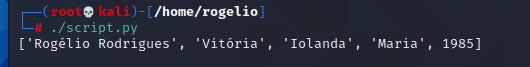 ┌──(root💀kali)-[/home/rogelio]
└─# ./script.py
['Rogélio Rodrigues', 'Vitória', 'Iolanda', 'Maria', 1985]